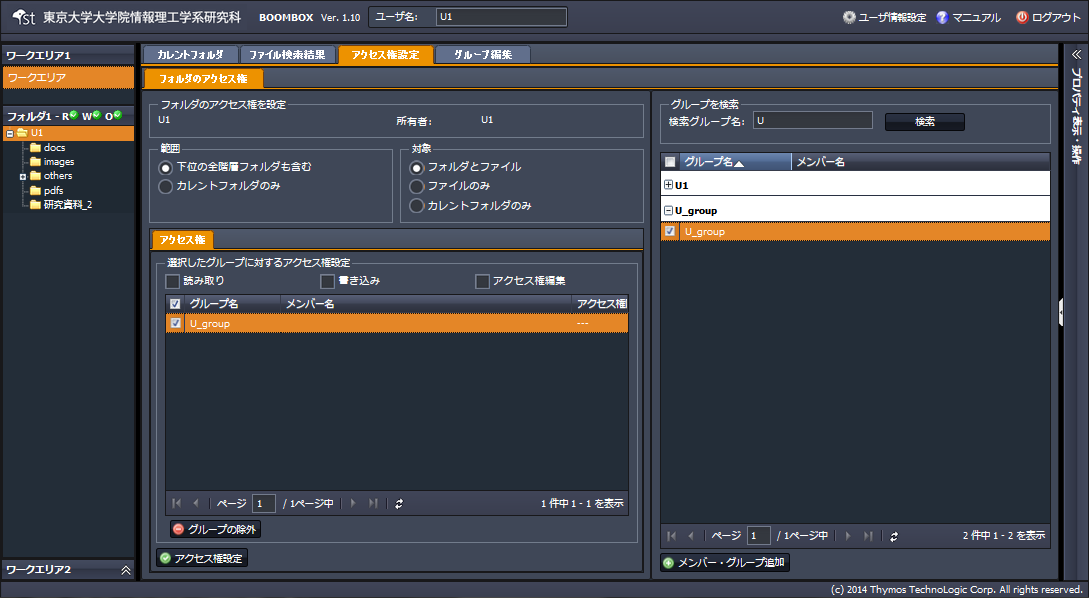 ist 東京大学大学院情報理工学系研究科 BOOMBOX Ver. 1.10 ユーザ名: U1 ユーザ情報設定 マニュアル ログアウト
ワークエリア1
ワークエリア
フォルダ1 - R W O
U1
docs
images
others
pdfs
研究資料_2
ワークエリア2
カレントフォルダ ファイル検索結果 アクセス権設定 グループ編集
フォルダのアクセス権
フォルダのアクセス権を設定
U1 所有者: U1
範囲
下位の全階層フォルダも含む
カレントフォルダのみ
対象
フォルダとファイル
ファイルのみ
カレントフォルダのみ
アクセス権
選択したグループに対するアクセス権設定
読み取り 書き込み アクセス権編集
グループ名 メンバー名 アクセス権
U_group ---
ページ 1 / 1ページ中 1 件中 1 - 1 を表示
グループの除外
アクセス権設定
グループを検索
検索グループ名: U 検索
グループ名 メンバー名
U1
U_group
U_group
ページ 1 / 1ページ中 2 件中 1 - 2 を表示
メンバー・グループ追加
プロパティ表示・操作
(c) 2014 Thymos TechnoLogic Corp. All rights reserved.